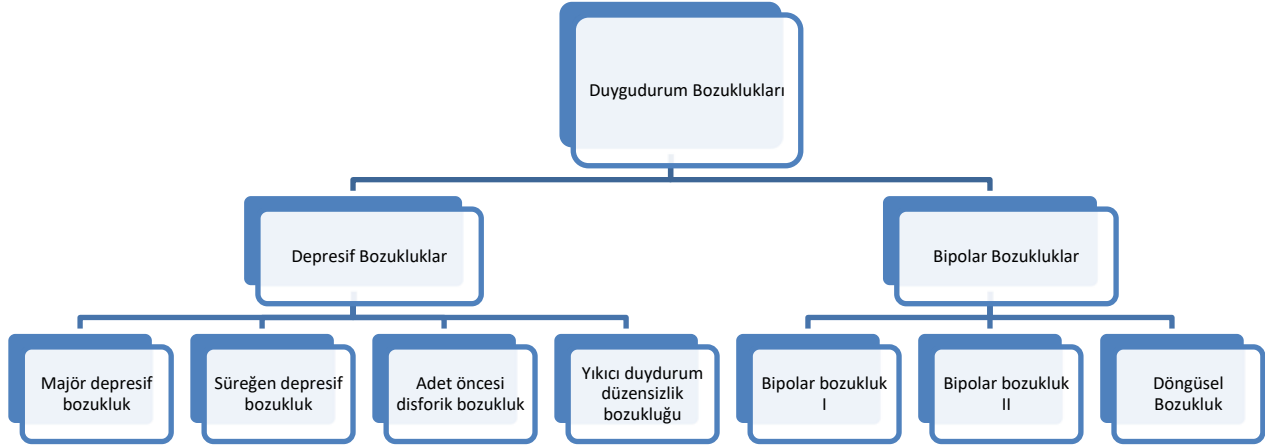 Duygudurum Bozuklukları
Depresif Bozukluklar
Bipolar Bozukluklar
Majör depresif
bozukluk
Süreğen depresif
bozukluk
Adet öncesi
disforik bozukluk
Yıkıcı duydurum
düzensizlik
bozukluğu
Bipolar bozukluk
I
Bipolar bozukluk
II
Döngüsel
Bozukluk